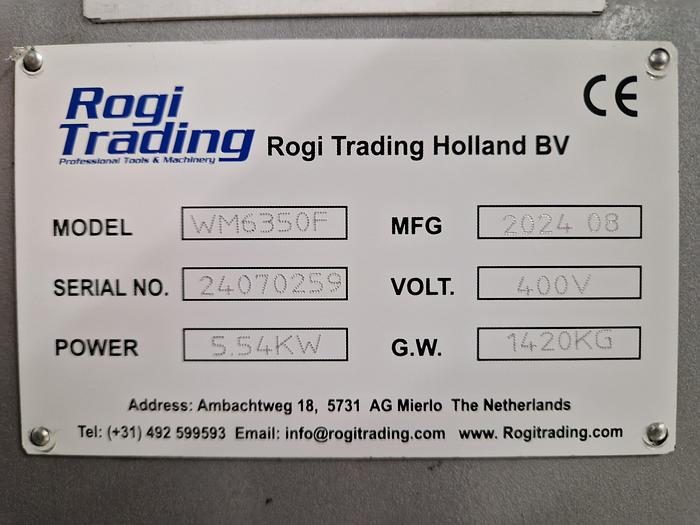 Rogi
Trading
Professional Tools & Machinery
Rogi Trading Holland BV
CE
MODEL WM6350F MFG 2024 08
SERIAL NO. 24070259 VOLT. 400V
POWER 5.54KW G.W. 1420KG
Address: Ambachtweg 18, 5731 AG Mierlo The Netherlands
Tel: (+31) 492 599593 Email: info@rogitrading.com www. Rogitrading.com